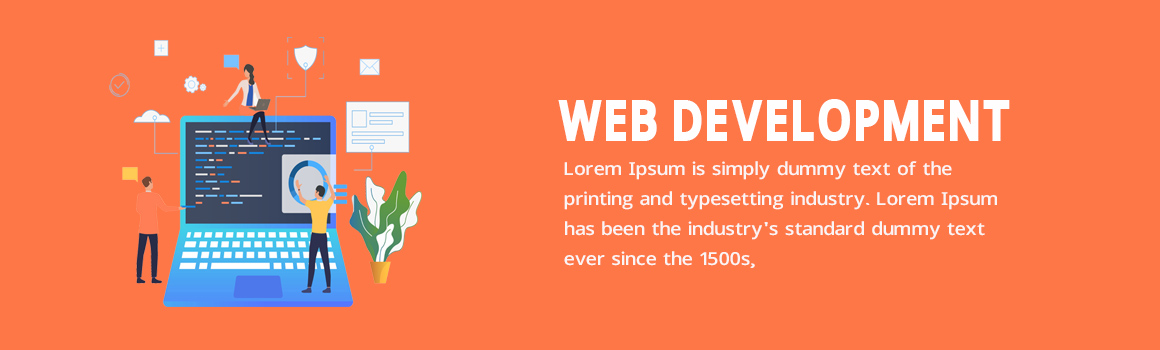 WEB DEVELOPMENT
Lorem Ipsum is simply dummy text of the
printing and typesetting industry. Lorem Ipsum
has been the industry's standard dummy text
ever since the 1500s,